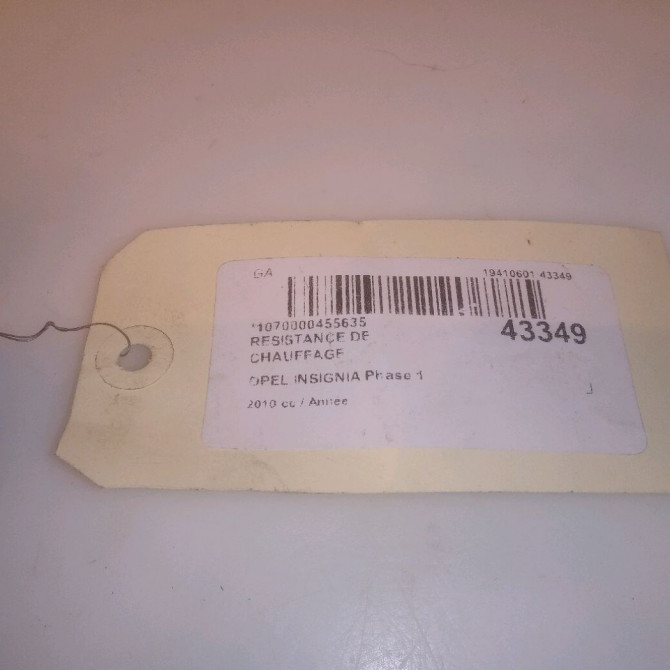 GA 19410601 43349
*1070000455635 43349
RESISTANCE DE
CHAUFFAGE
OPEL INSIGNIA Phase 1
2010 cc / Annee